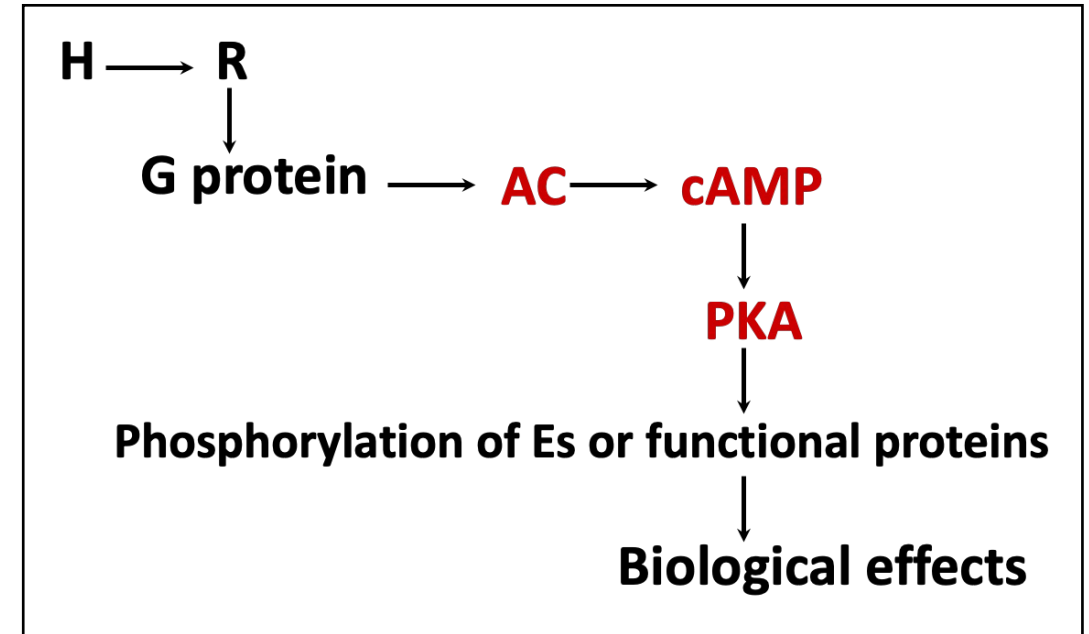 H R
G protein AC cAMP
PKA
Phosphorylation of Es or functional proteins
Biological effects